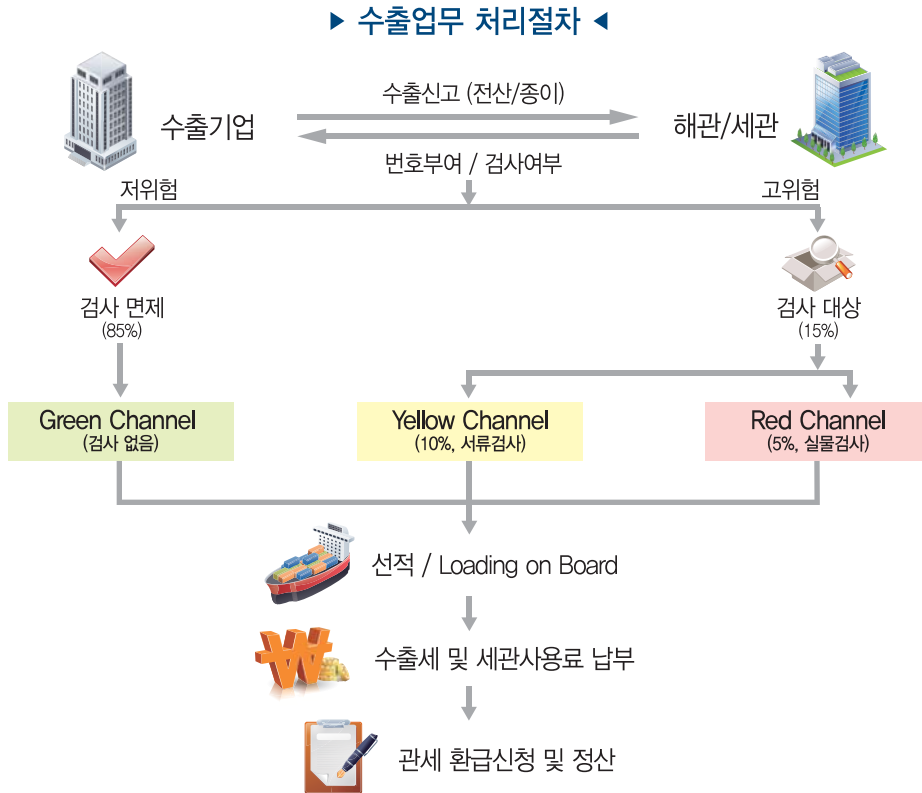 ▶ 수출업무 처리절차 ◀
수출신고 (전산/종이)
수출기업
해관/세관
번호부여 / 검사여부
저위험
고위험
검사 면제
(85%)
검사 대상
(15%)
Green Channel
(검사 없음)
Yellow Channel
(10%, 서류검사)
Red Channel
(5%, 실물검사)
선적 / Loading on Board
수출세 및 세관사용료 납부
관세 환급신청 및 정산